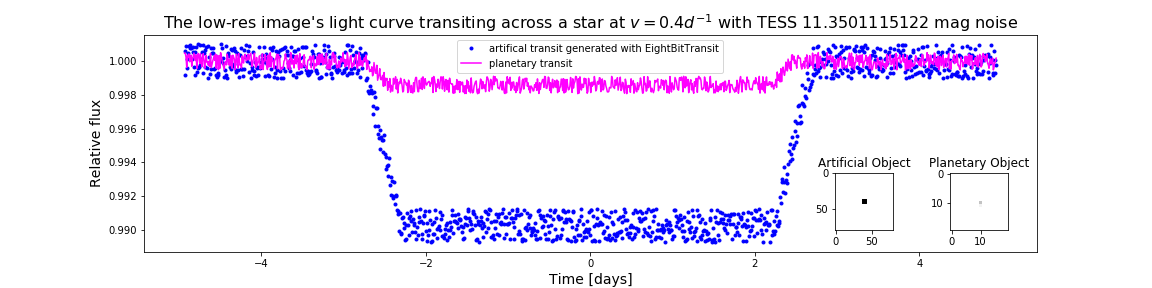 The low-res image's light curve transiting across a star at v = 0.4d⁻¹ with TESS 11.3501115122 mag noise
artifical transit generated with EightBitTransit
planetary transit
Relative flux
1.000
0.998
0.996
0.994
0.992
0.990
Artificial Object
0
50
0
50
Planetary Object
0
10
0
10
−4
−2
0
2
4
Time [days]